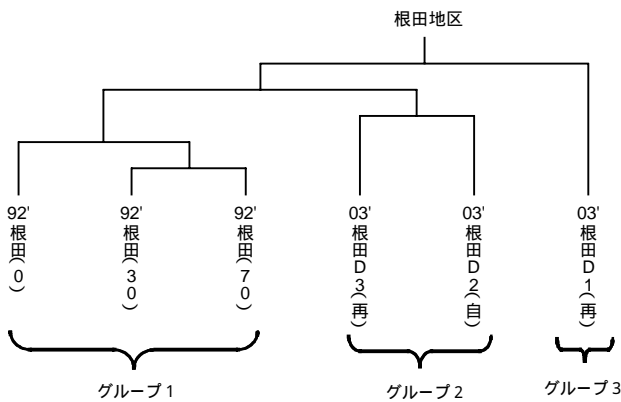 根田地区
92'根田(0)
92'根田(30)
92'根田(70)
03'根田D3(再)
03'根田D2(自)
03'根田D1(再)
グループ1
グループ2
グループ3